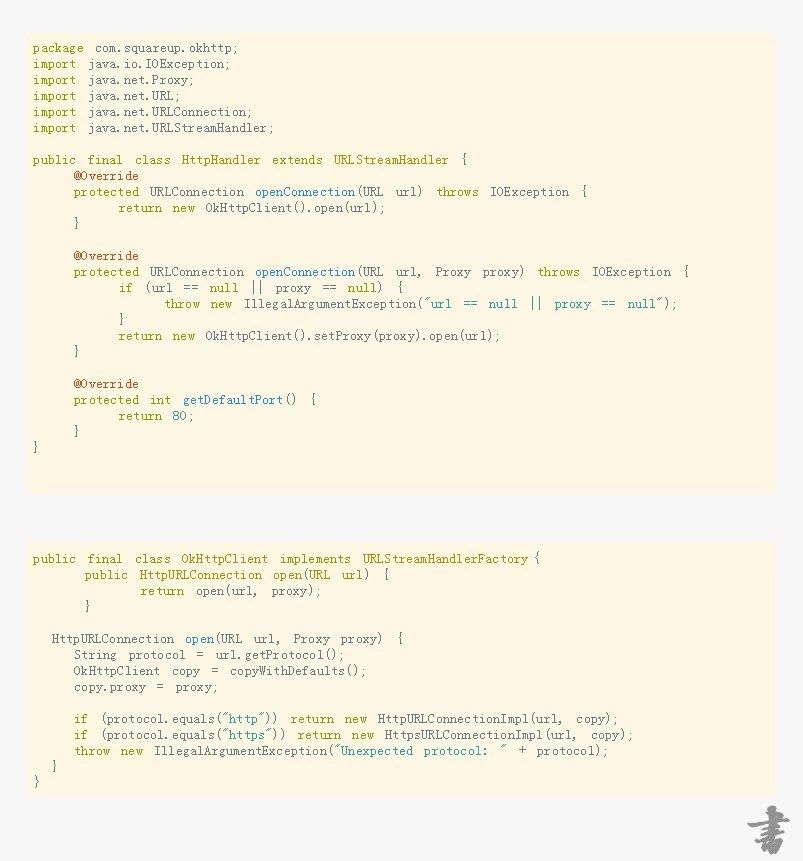 package com.squareup.okhttp;
import java.io.IOException;
import java.net.Proxy;
import java.net.URL;
import java.net.URLConnection;
import java.net.URLStreamHandler;
public final class HttpHandler extends URLStreamHandler {
@Override
protected URLConnection openConnection(URL url) throws IOException {
return new OkHttpClient().open(url);
}
@Override
protected URLConnection openConnection(URL url, Proxy proxy) throws IOException {
if (url == null || proxy == null) {
throw new IllegalArgumentException("url == null || proxy == null");
}
return new OkHttpClient().setProxy(proxy).open(url);
}
@Override
protected int getDefaultPort() {
return 80;
}
}
public final class OkHttpClient implements URLStreamHandlerFactory {
public HttpURLConnection open(URL url) {
return open(url, proxy);
}
HttpURLConnection open(URL url, Proxy proxy) {
String protocol = url.getProtocol();
OkHttpClient copy = copyWithDefaults();
copy.proxy = proxy;
if (protocol.equals("http")) return new HttpURLConnectionImpl(url, copy);
if (protocol.equals("https")) return new HttpsURLConnectionImpl(url, copy);
throw new IllegalArgumentException("Unexpected protocol: " + protocol);
}
}
書